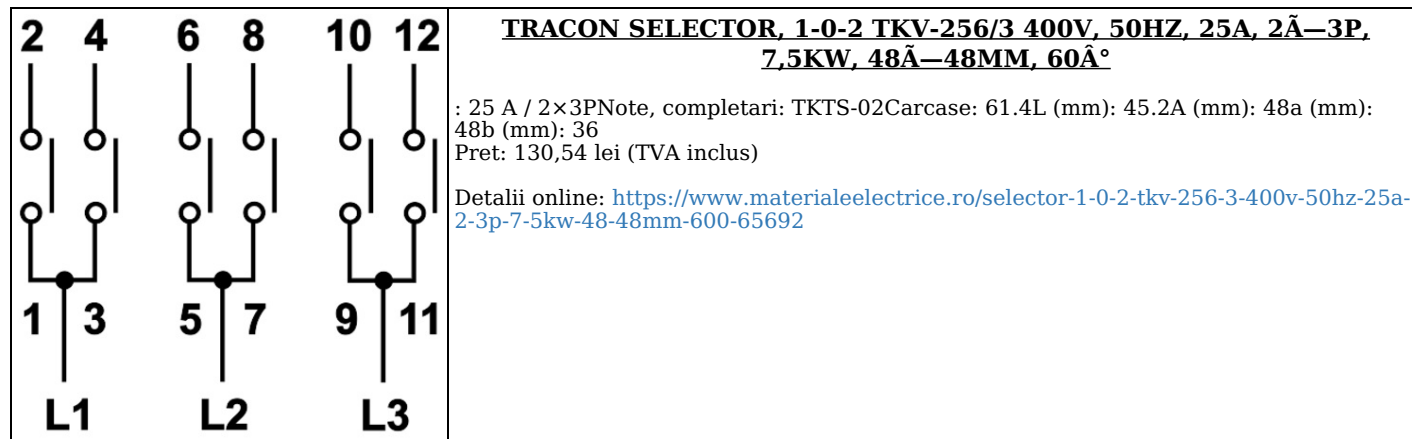 2 4 6 8 10 12
1 3 5 7 9 11
L1 L2 L3
TRACON SELECTOR, 1-0-2 TKV-256/3 400V, 50HZ, 25A, 2Ã—3P,
7,5KW, 48Ã—48MM, 60Â°
: 25 A / 2×3PNote, completari: TKTS-02Carcase: 61.4L (mm): 45.2A (mm): 48a (mm):
48b (mm): 36
Pret: 130,54 lei (TVA inclus)
Detalii online: https://www.materialeelectrice.ro/selector-1-0-2-tkv-256-3-400v-50hz-25a-
2-3p-7-5kw-48-48mm-600-65692